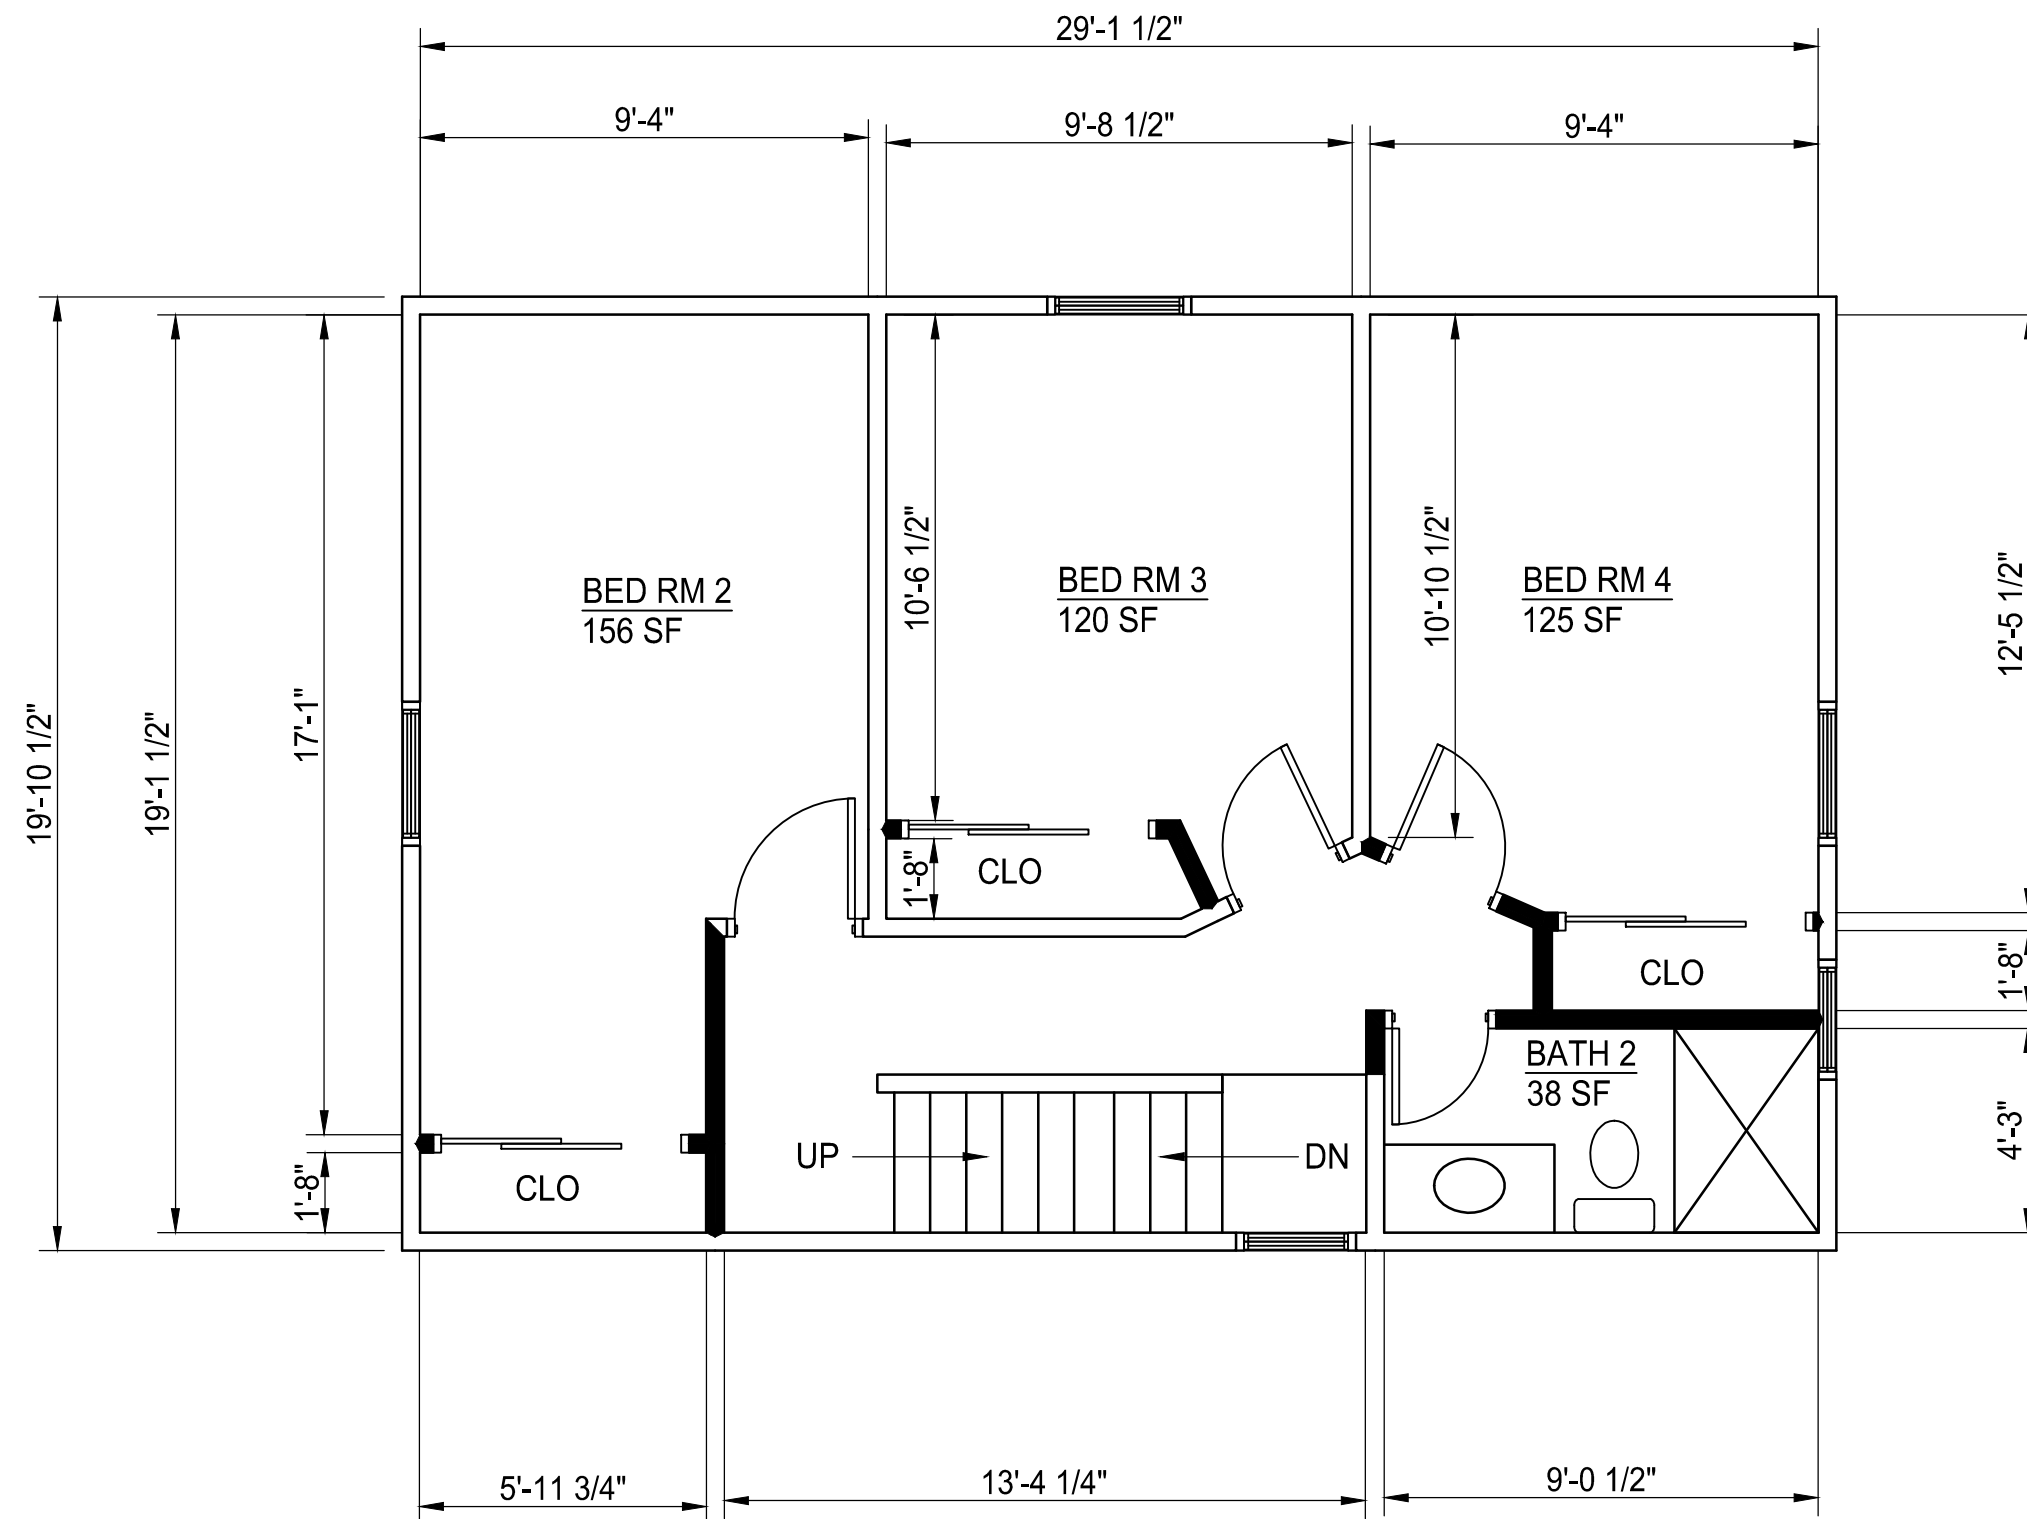 29'-1 1/2"
9'-4"
9'-8 1/2"
9'-4"
19'-10 1/2"
19'-1 1/2"
17'-1"
1'-8"
BED RM 2
156 SF
10'-6 1/2"
BED RM 3
120 SF
10'-10 1/2"
BED RM 4
125 SF
12'-5 1/2"
1'-8"
CLO
CLO
1'-8"
BATH 2
38 SF
4'-3"
UP
DN
CLO
5'-11 3/4"
13'-4 1/4"
9'-0 1/2"